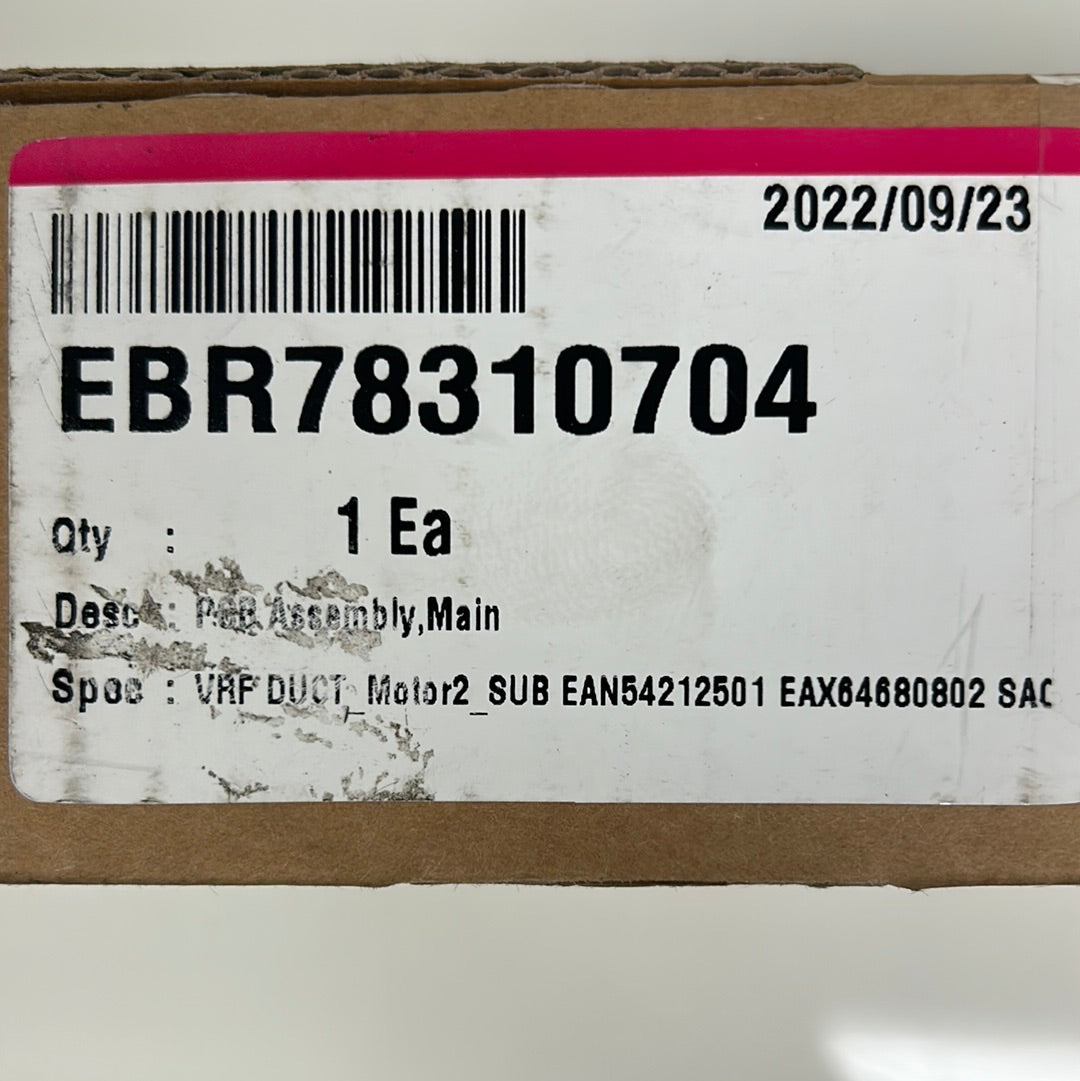 2022/09/23
EBR78310704
Qty : 1 Ea
Desc : PCB Assembly,Main
Spec : VRF DUCT_Motor2_SUB EAN54212501 EAX64680802 SAC